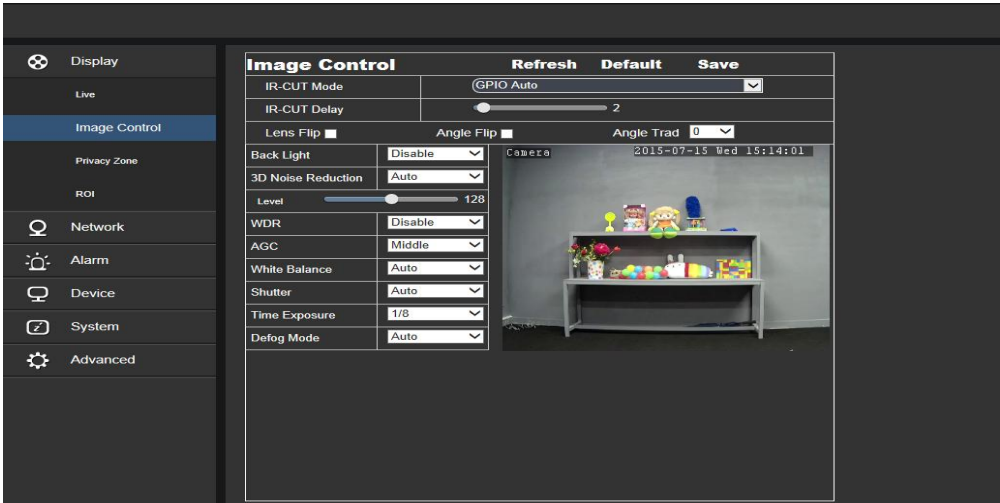 Display
Live
Image Control
Privacy Zone
ROI
Network
Alarm
Device
System
Advanced
Image Control Refresh Default Save
IR-CUT Mode GPIO Auto
IR-CUT Delay 2
Lens Flip Angle Flip Angle Trad 0
Back Light Disable
3D Noise Reduction Auto
Level 128
WDR Disable
AGC Middle
White Balance Auto
Shutter Auto
Time Exposure 1/8
Defog Mode Auto
Camera 2015-07-15 Wed 15:14:01